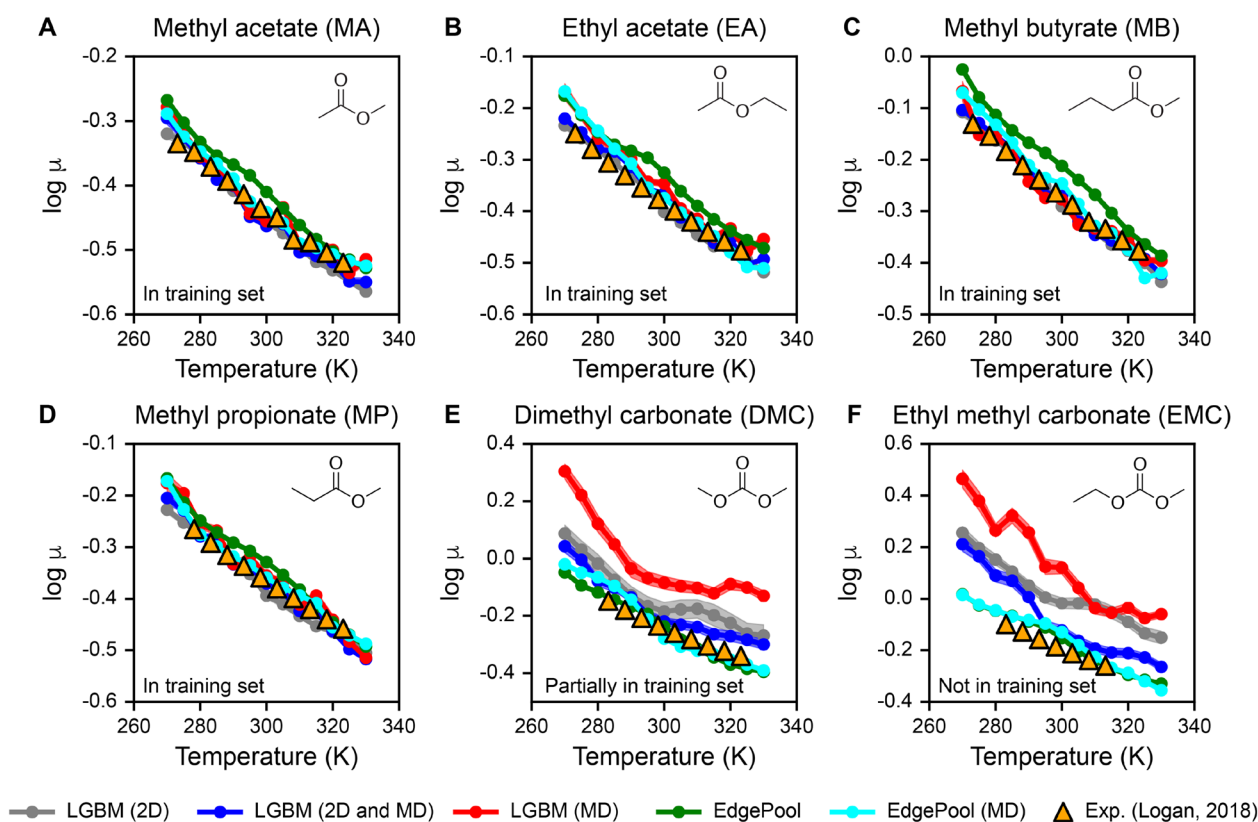 A Methyl acetate (MA)
-0.2
-0.3
-0.4
-0.5
-0.6
log μ
O
O
In training set
260 280 300 320 340
Temperature (K)
B Ethyl acetate (EA)
-0.1
-0.2
-0.3
-0.4
-0.5
-0.6
log μ
O
O
In training set
260 280 300 320 340
Temperature (K)
C Methyl butyrate (MB)
0.0
-0.1
-0.2
-0.3
-0.4
-0.5
log μ
O
O
In training set
260 280 300 320 340
Temperature (K)
D Methyl propionate (MP)
-0.1
-0.2
-0.3
-0.4
-0.5
-0.6
log μ
O
O
In training set
260 280 300 320 340
Temperature (K)
E Dimethyl carbonate (DMC)
0.4
0.2
0.0
-0.2
-0.4
log μ
O
O O
Partially in training set
260 280 300 320 340
Temperature (K)
F Ethyl methyl carbonate (EMC)
0.6
0.4
0.2
0.0
-0.2
-0.4
log μ
O
O O
Not in training set
260 280 300 320 340
Temperature (K)
LGBM (2D) LGBM (2D and MD) LGBM (MD) EdgePool EdgePool (MD) Exp. (Logan, 2018)